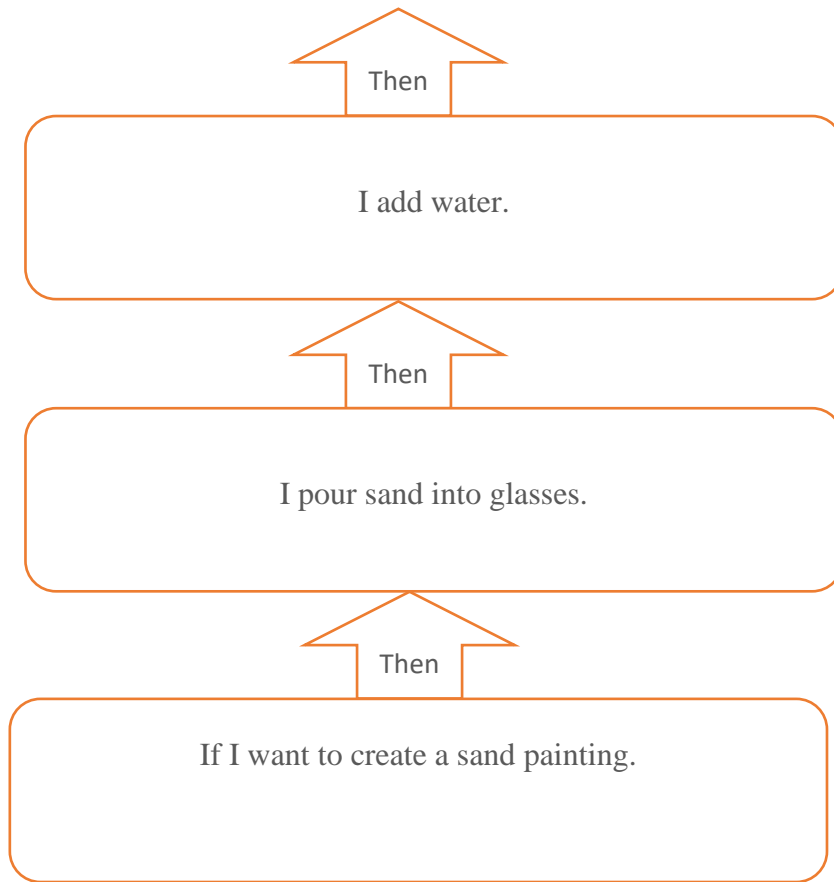 Then
I add water.
Then
I pour sand into glasses.
Then
If I want to create a sand painting.